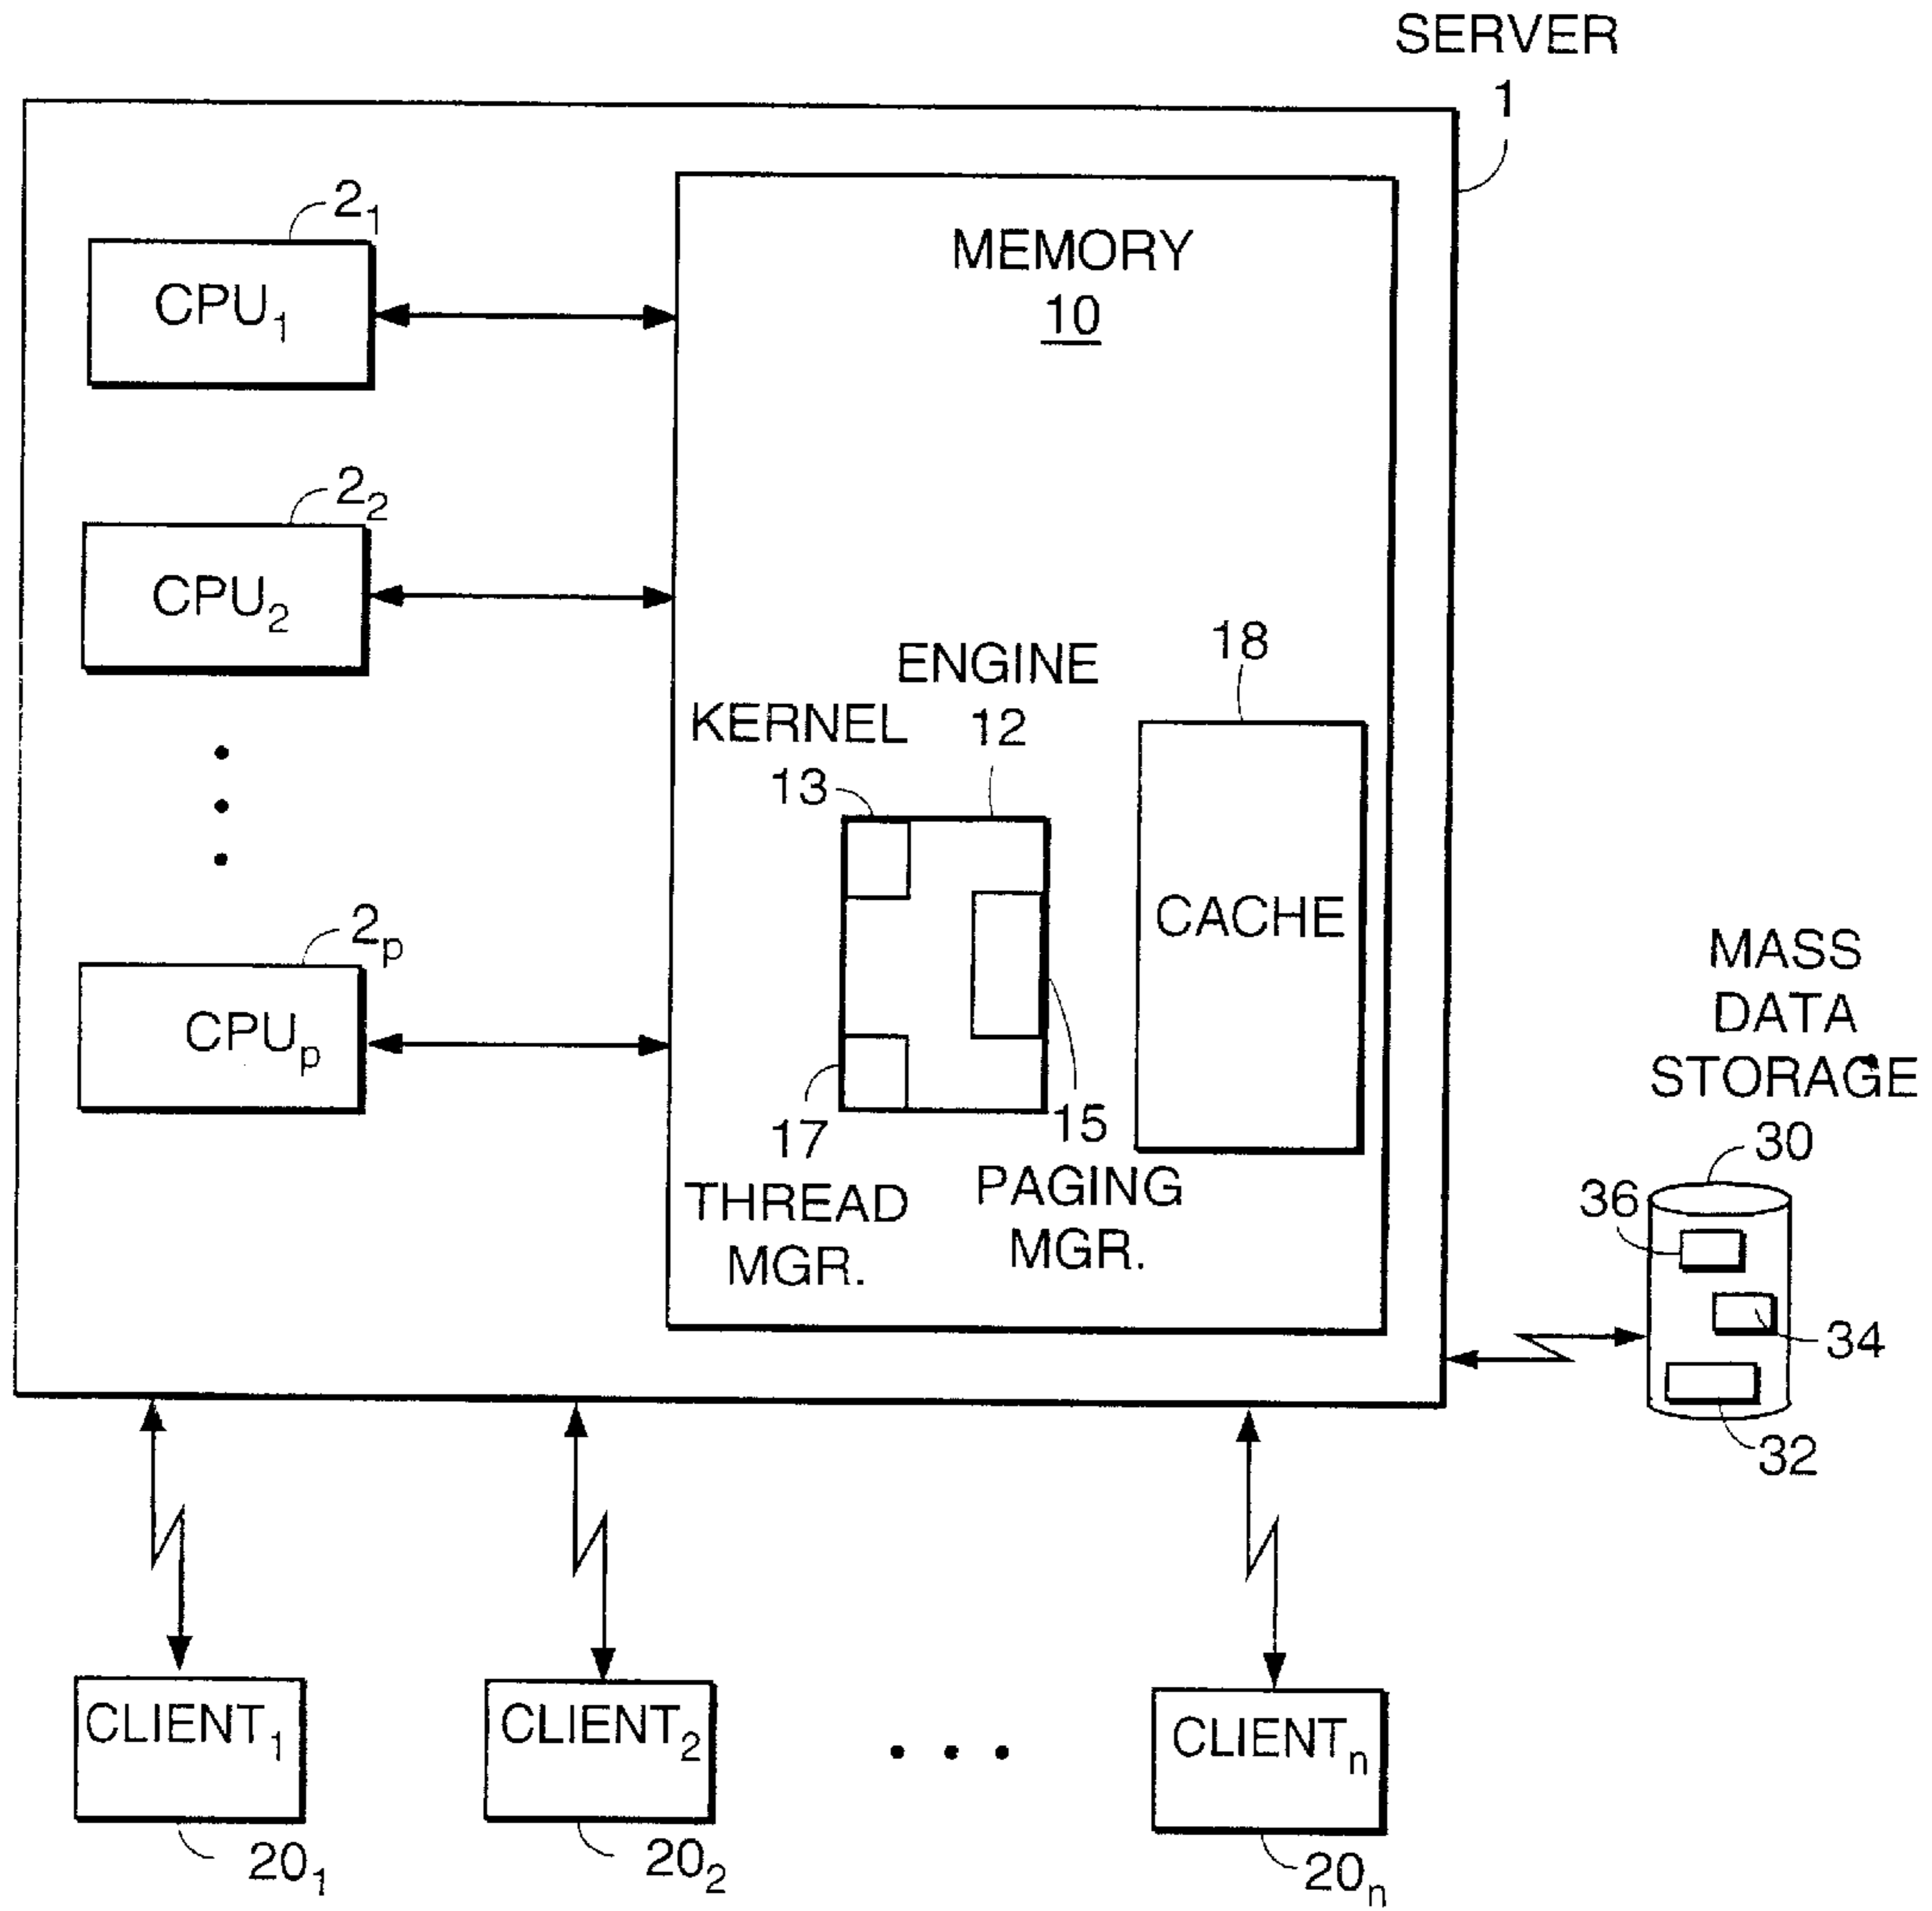 SERVER
1
2₁
CPU₁
MEMORY
10
2₂
CPU₂
18
ENGINE
12
KERNEL
13
CACHE
2ₚ
CPUₚ
MASS
DATA
STORAGE
30
17
THREAD
MGR.
15
PAGING
MGR.
36
34
32
CLIENT₁
CLIENT₂
CLIENTₙ
20₁
20₂
20ₙ